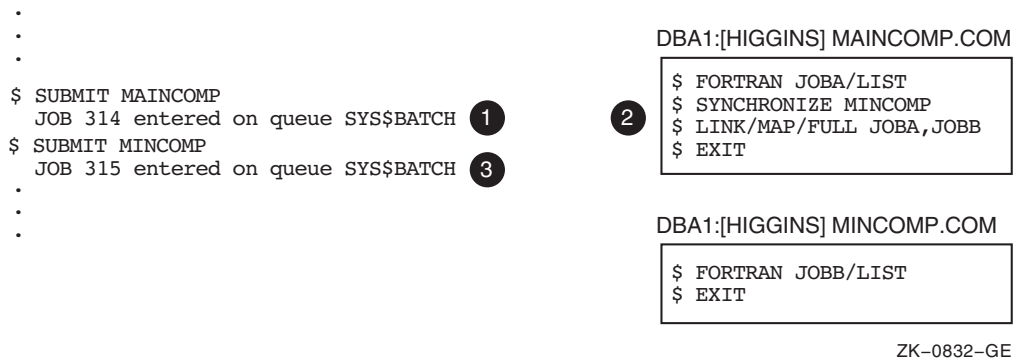 .
.
.
$ SUBMIT MAINCOMP
JOB 314 entered on queue SYS$BATCH 1
$ SUBMIT MINCOMP
JOB 315 entered on queue SYS$BATCH 3
.
.
.
DBA1:[HIGGINS] MAINCOMP.COM
2
$ FORTRAN JOBA/LIST
$ SYNCHRONIZE MINCOMP
$ LINK/MAP/FULL JOBA,JOBB
$ EXIT
DBA1:[HIGGINS] MINCOMP.COM
$ FORTRAN JOBB/LIST
$ EXIT
ZK−0832−GE